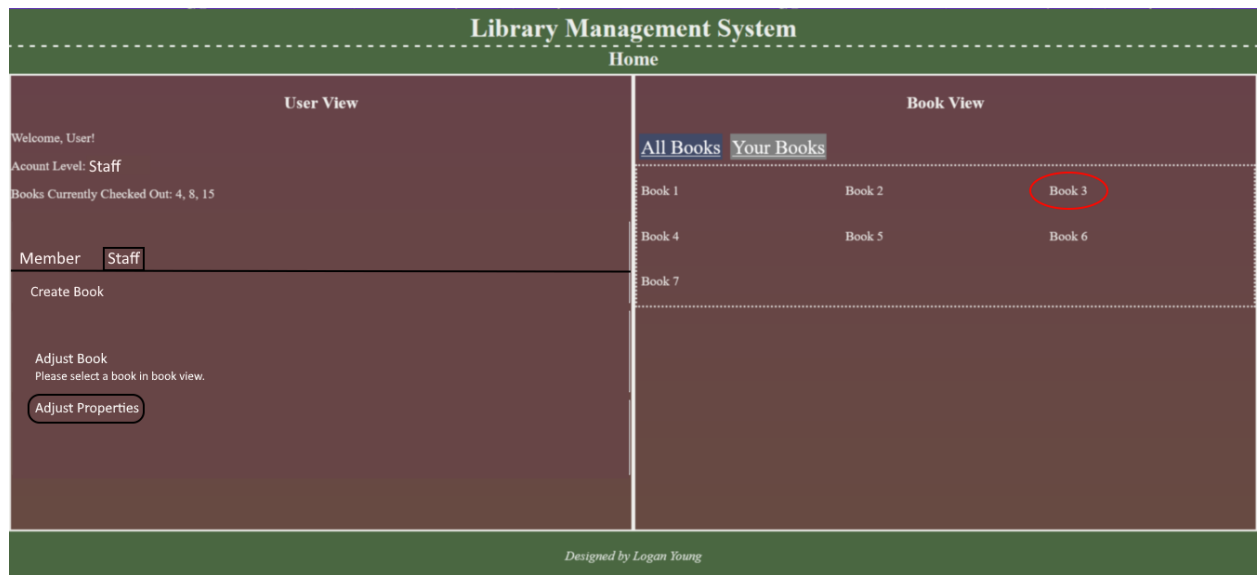 Library Management System
Home
User View
Welcome, User!
Acount Level: Staff
Books Currently Checked Out: 4, 8, 15
Member Staff
Create Book
Adjust Book
Please select a book in book view.
Adjust Properties
Book View
All Books Your Books
Book 1 Book 2 Book 3
Book 4 Book 5 Book 6
Book 7
Designed by Logan Young